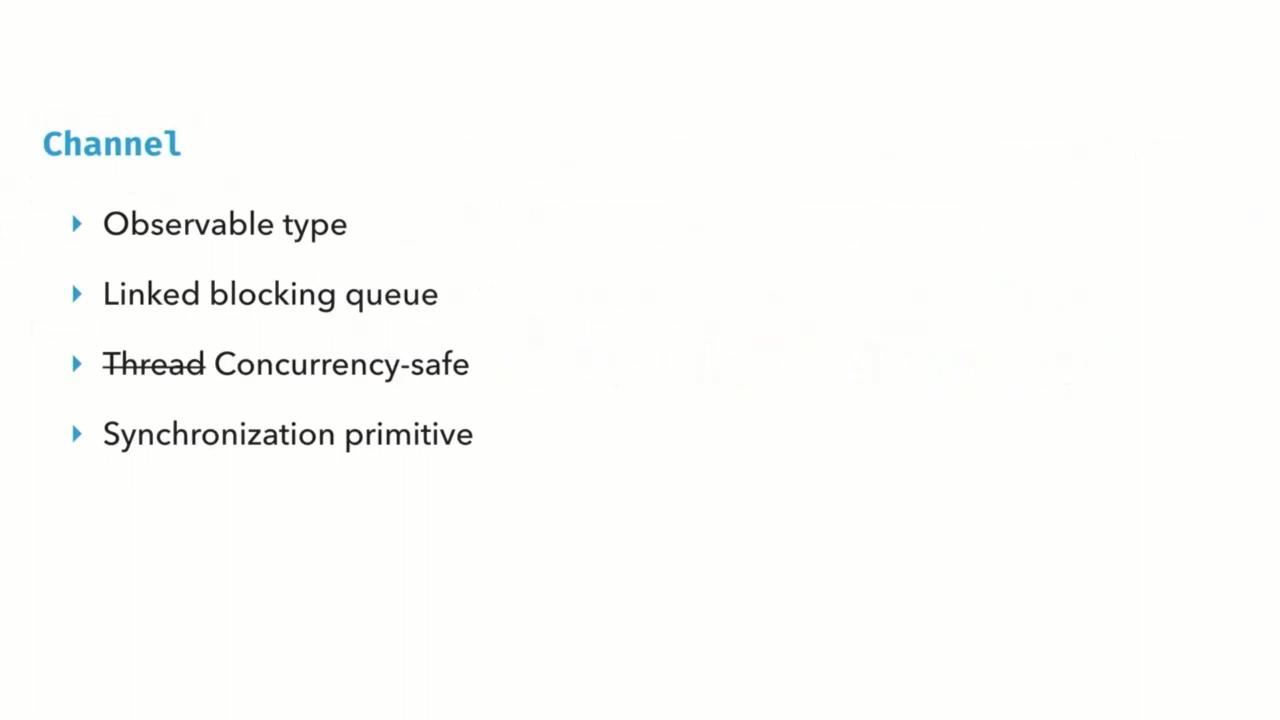 Channel
Observable type
Linked blocking queue
Thread Concurrency-safe
Synchronization primitive